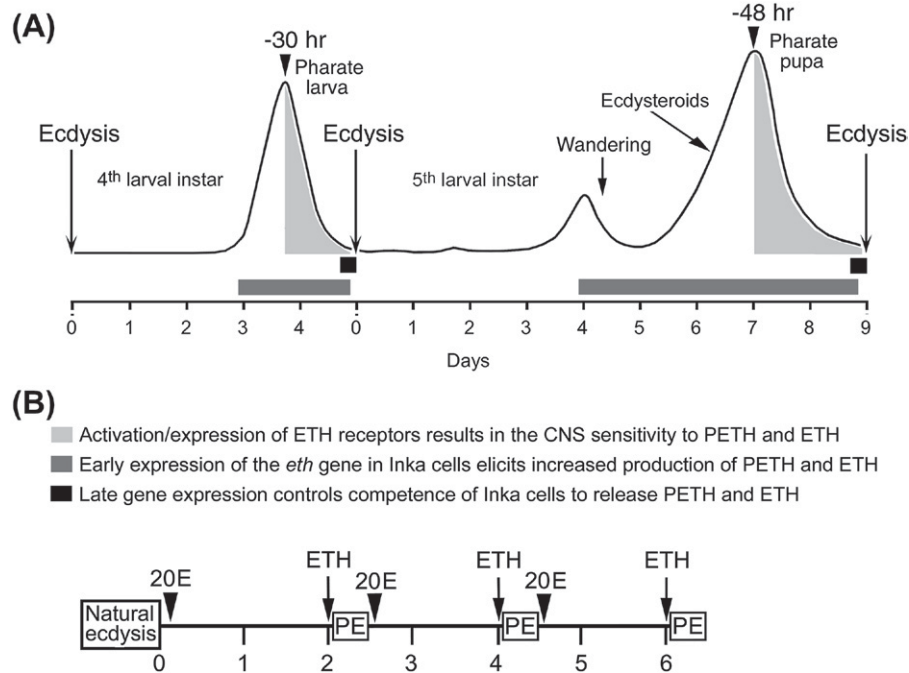 (A)
-30 hr
Pharate
larva
-48 hr
Pharate
pupa
Ecdysteroids
Wandering
Ecdysis
Ecdysis
Ecdysis
4th larval instar
5th larval instar
0 1 2 3 4 0 1 2 3 4 5 6 7 8 9
Days
(B)
Activation/expression of ETH receptors results in the CNS sensitivity to PETH and ETH
Early expression of the eth gene in Inka cells elicits increased production of PETH and ETH
Late gene expression controls competence of Inka cells to release PETH and ETH
20E ETH 20E ETH 20E ETH
Natural
ecdysis
PE PE PE
0 1 2 3 4 5 6